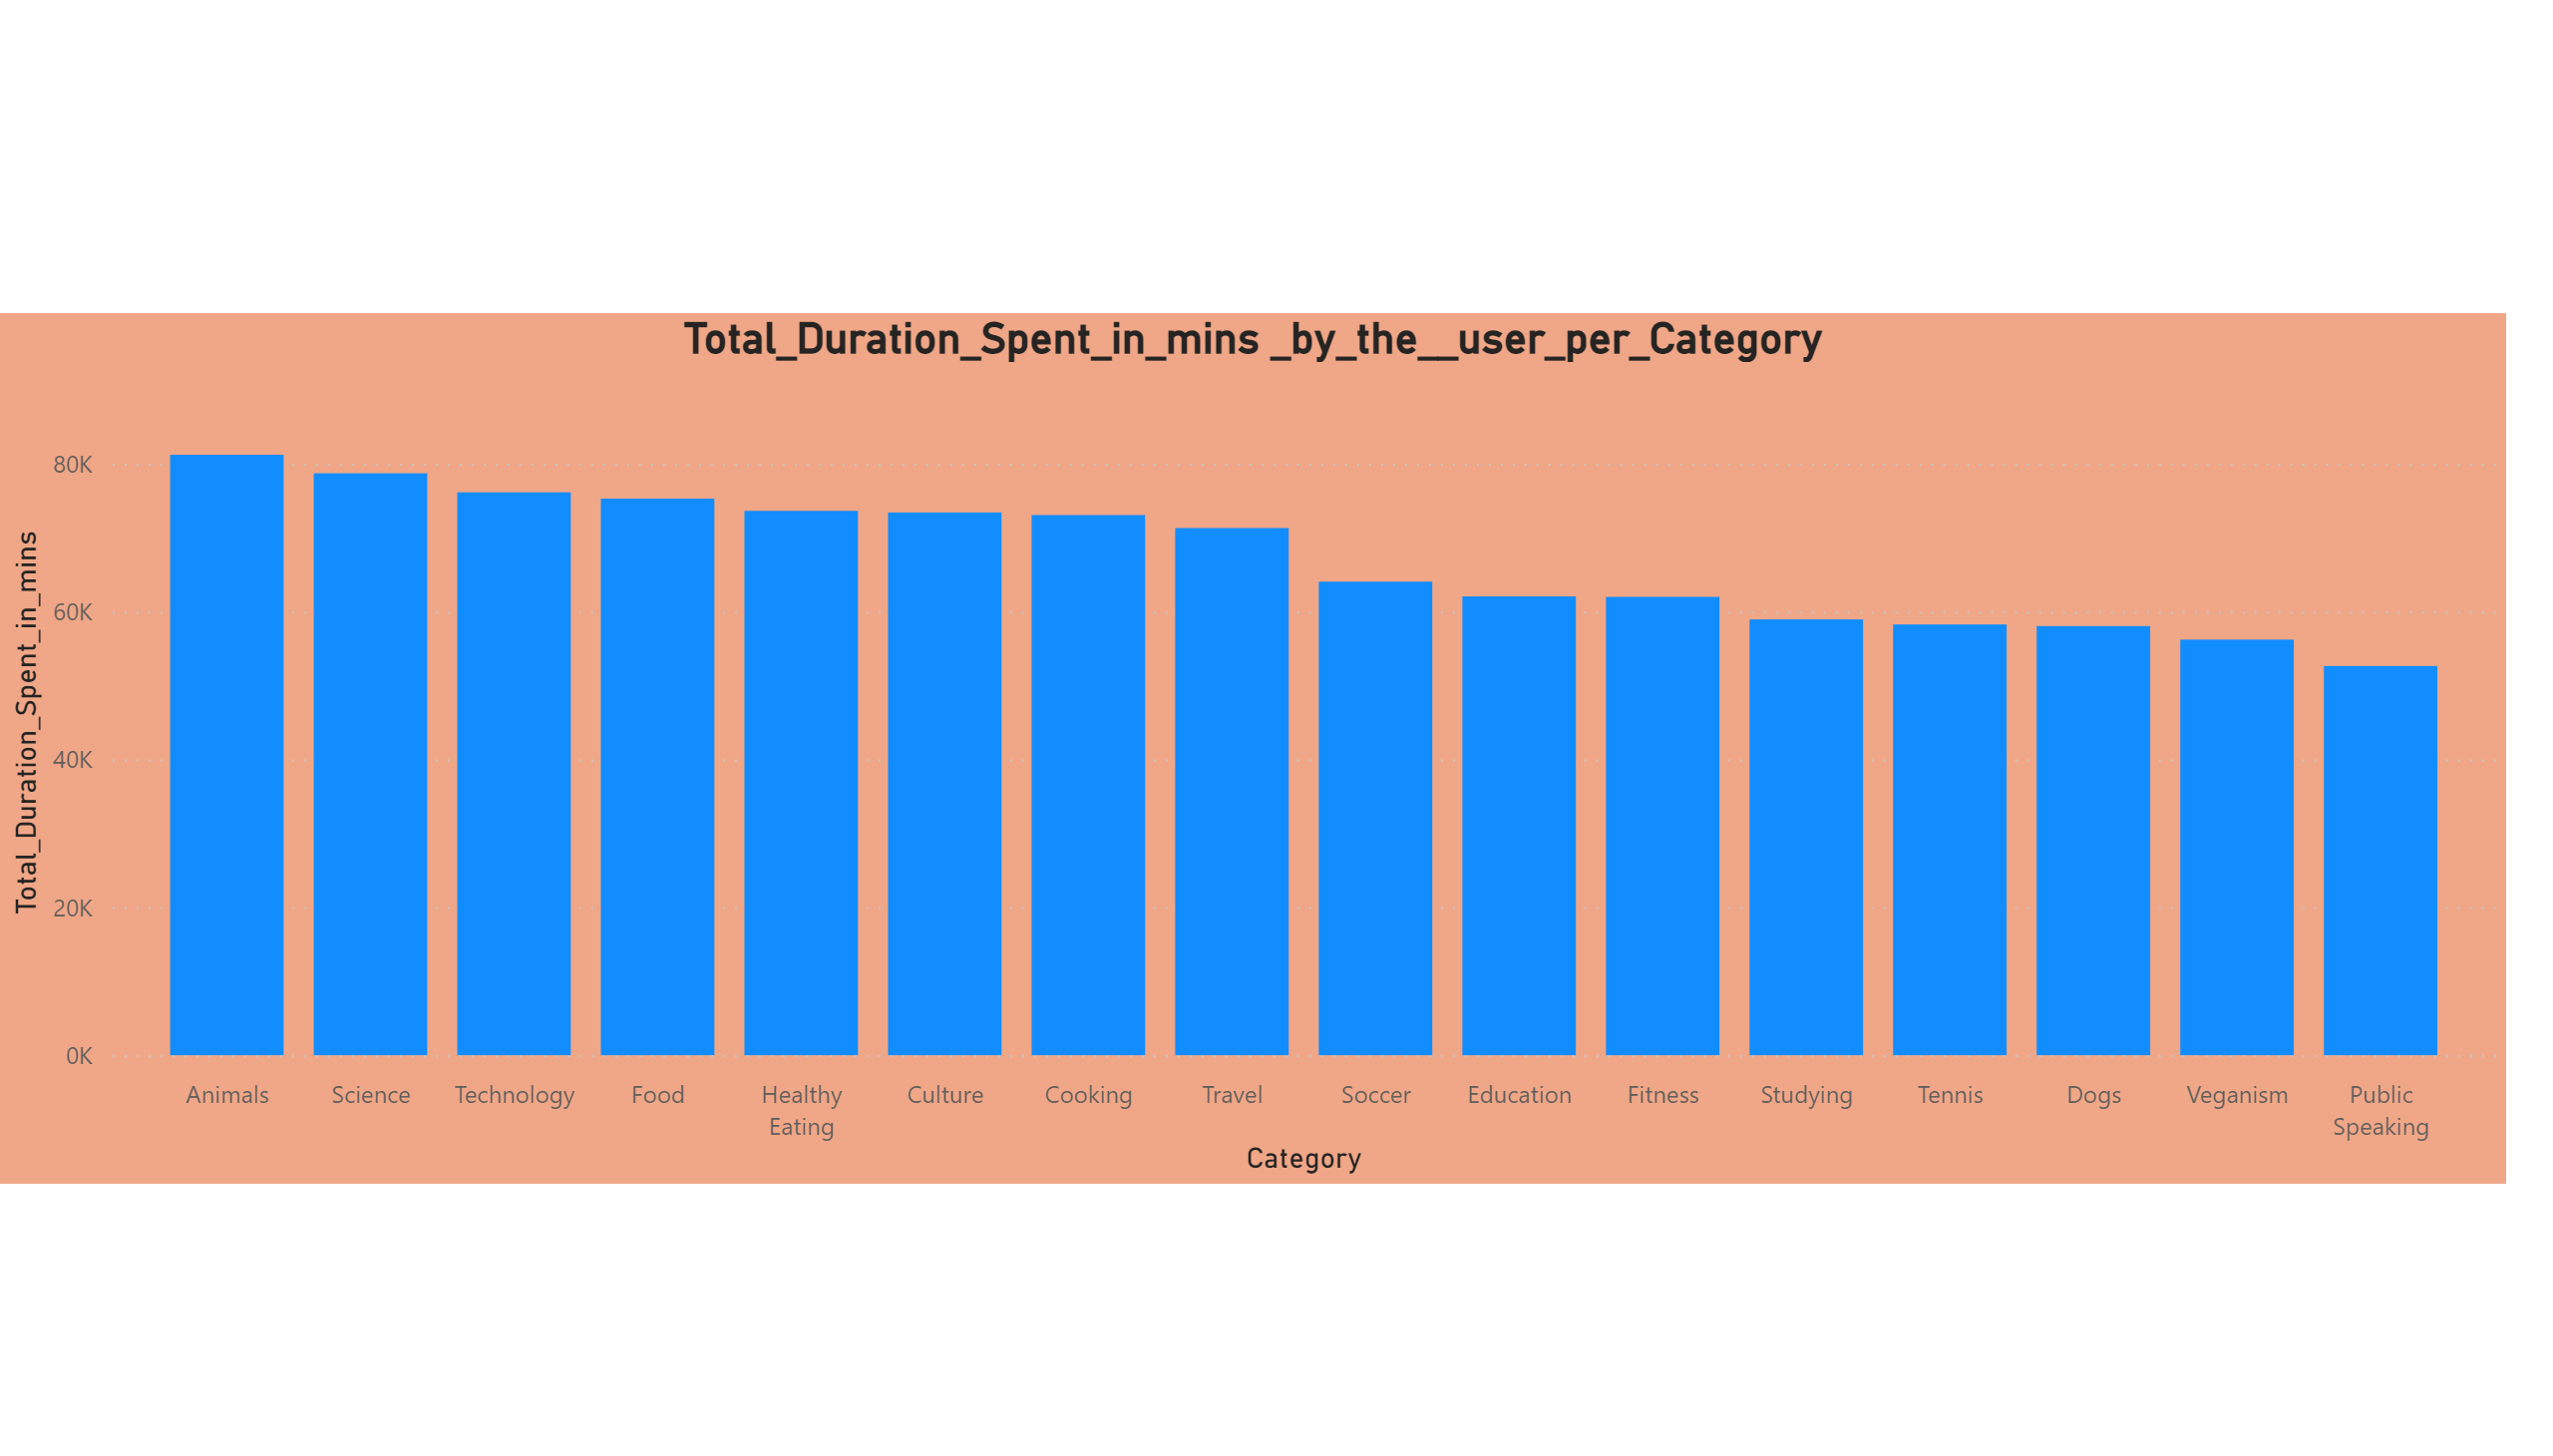 Total_Duration_Spent_in_mins _by_the__user_per_Category
Total_Duration_Spent_in_mins
80K
60K
40K
20K
0K
Animals
Science
Technology
Food
Healthy
Eating
Culture
Cooking
Travel
Soccer
Education
Fitness
Studying
Tennis
Dogs
Veganism
Public
Speaking
Category